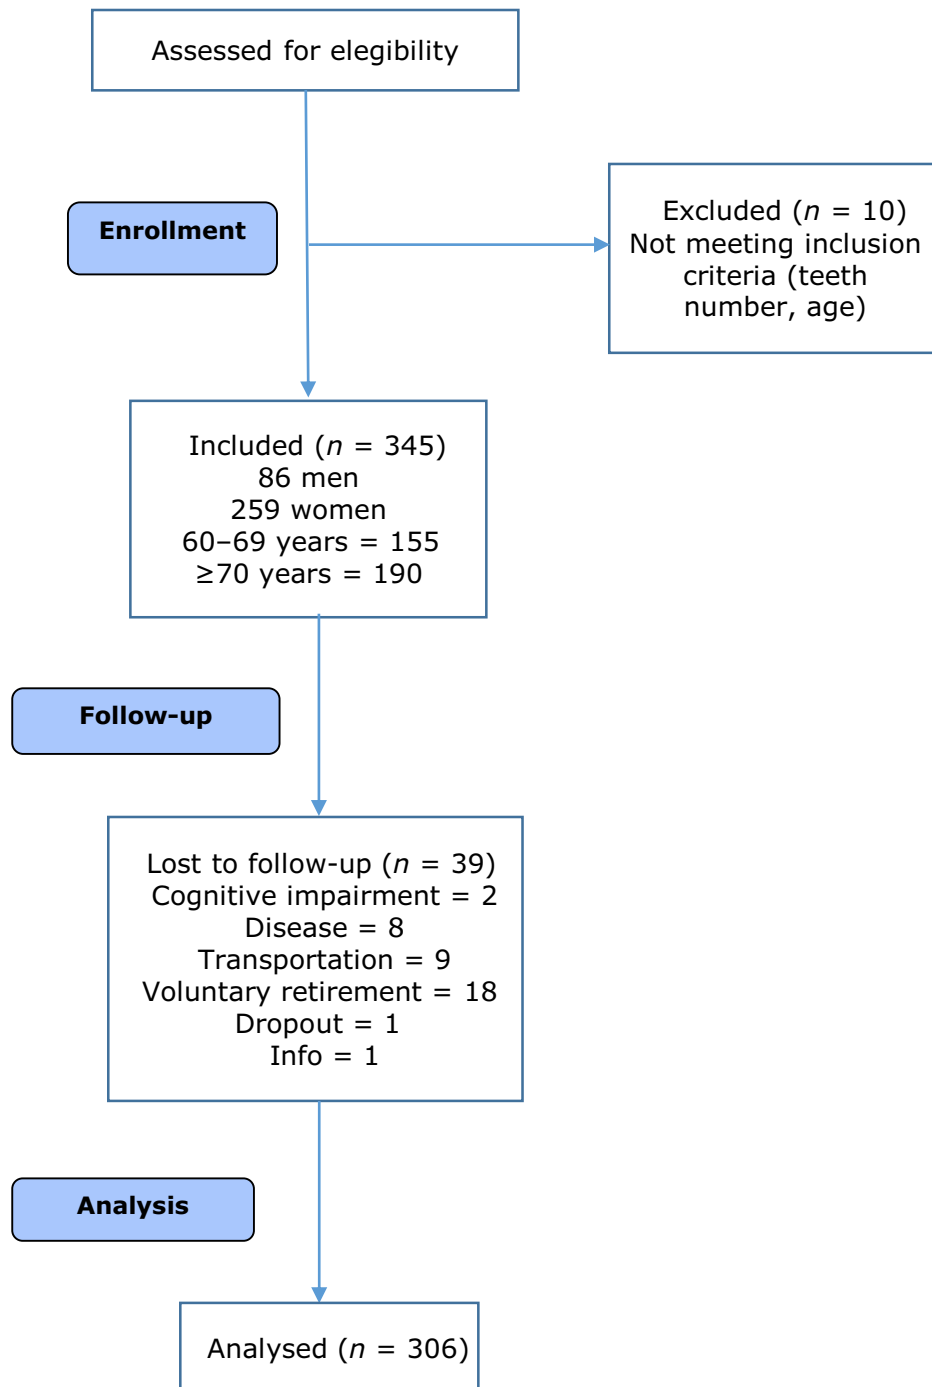 Assessed for elegibility
Enrollment
Excluded (n = 10)
Not meeting inclusion
criteria (teeth
number, age)
Included (n = 345)
86 men
259 women
60–69 years = 155
≥70 years = 190
Follow-up
Lost to follow-up (n = 39)
Cognitive impairment = 2
Disease = 8
Transportation = 9
Voluntary retirement = 18
Dropout = 1
Info = 1
Analysis
Analysed (n = 306)